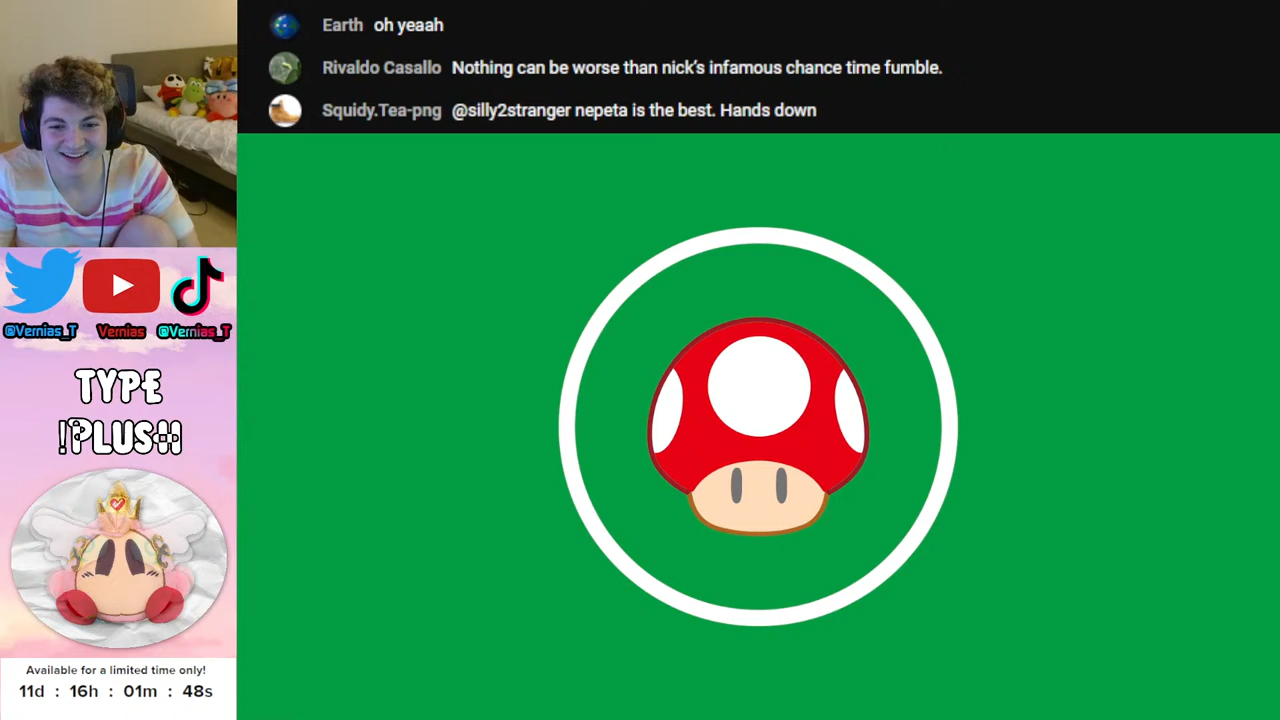 Earth oh yeaah
Rivaldo Casallo Nothing can be worse than nick's infamous chance time fumble.
Squidy.Tea-png @silly2stranger nepeta is the best. Hands down
@Vernias_T Vernias @Vernias_T
TYPE
!PLUSH
Available for a limited time only!
11d : 16h : 01m : 48s